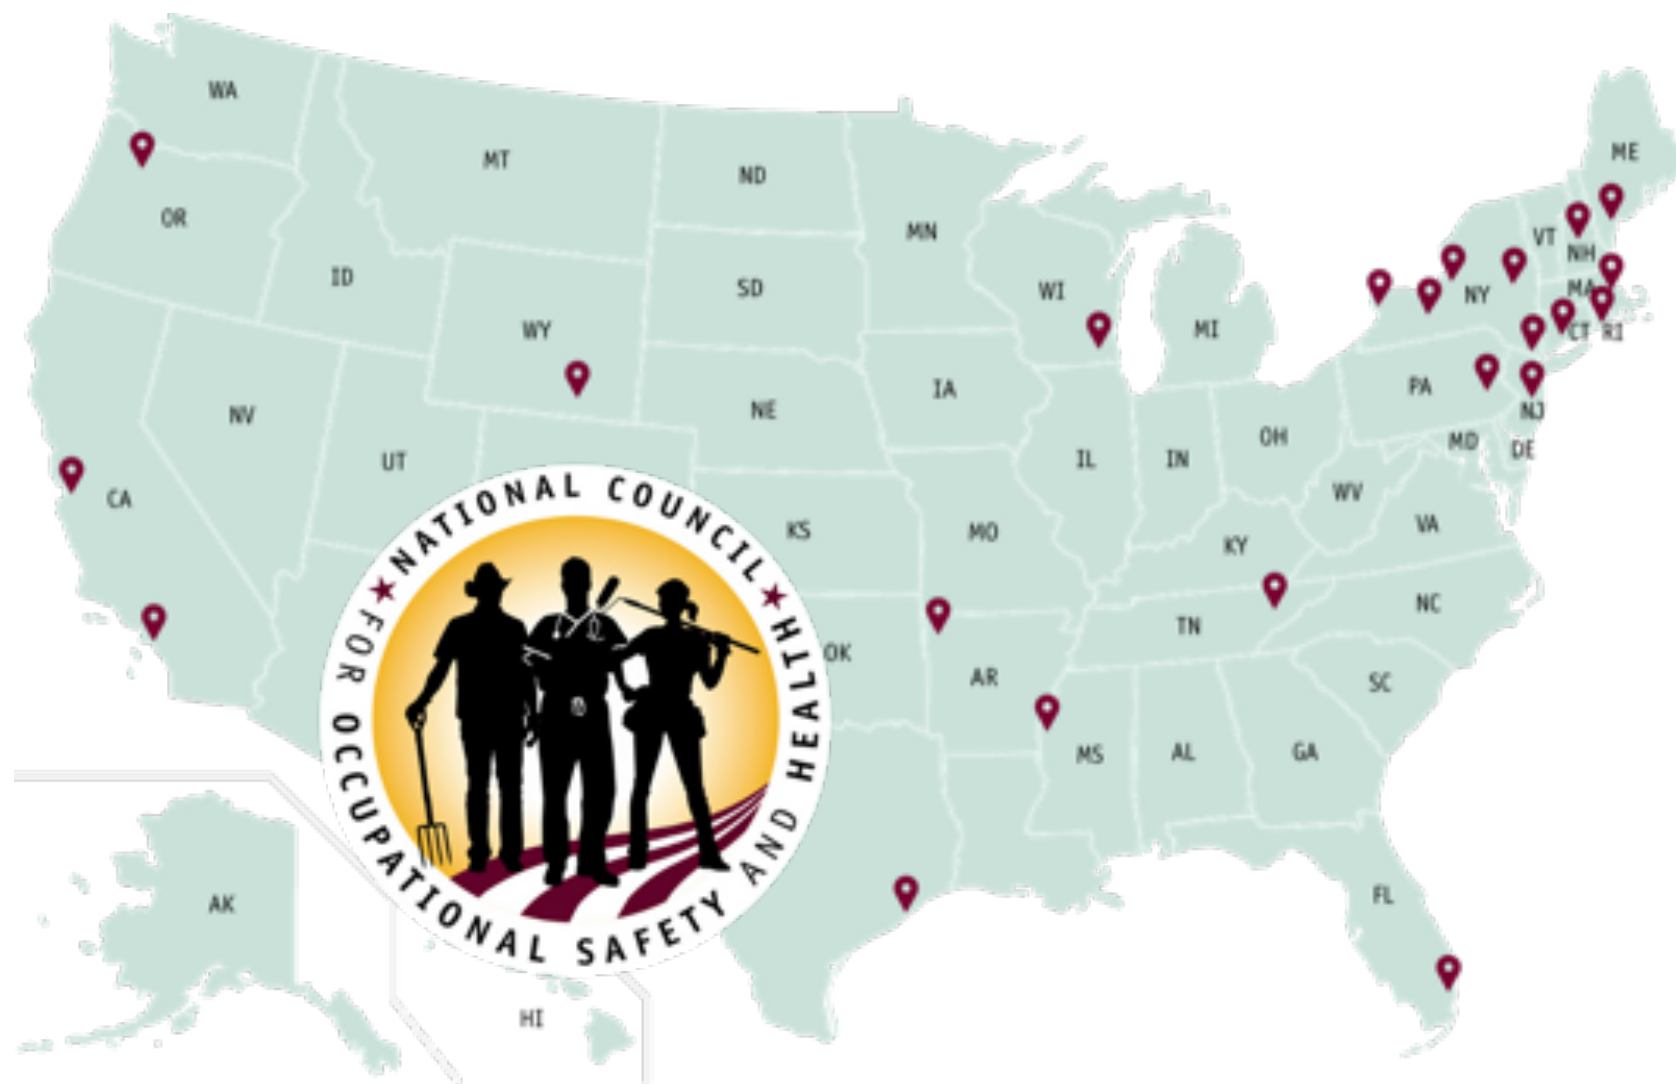 WA
MT
ND
ME
OR
MN
VT
NH
ID
SD
WI
NY
MA
WY
MI
CT
RI
IA
PA
NV
NE
NJ
OH
MD
DE
UT
IL
IN
WV
CA
KS
MO
VA
KY
NC
TN
OK
AR
SC
MS
AL
GA
FL
AK
HI
NATIONAL COUNCIL
FOR OCCUPATIONAL SAFETY AND HEALTH